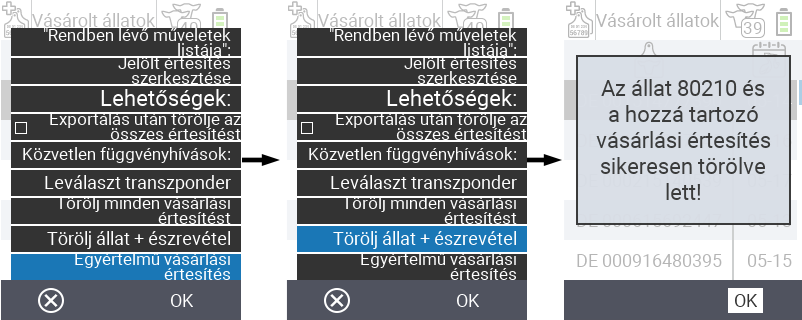 Vásárolt állatok
"Rendben lévő műveletek
listája":
Jelölt értesítés
szerkesztése
Lehetőségek:
Exportálás után törölje az
összes értesítést
Közvetlen függvényhívások:
Leválaszt transzponder
Törölj minden vásárlási
értesítést
Törölj állat + észrevétel
Egyértelmű vásárlási
értesítés
OK
Vásárolt állatok
"Rendben lévő műveletek
listája":
Jelölt értesítés
szerkesztése
Lehetőségek:
Exportálás után törölje az
összes értesítést
Közvetlen függvényhívások:
Leválaszt transzponder
Törölj minden vásárlási
értesítést
Törölj állat + észrevétel
Egyértelmű vásárlási
értesítés
OK
Vásárolt állatok
39
Az állat 80210 és
a hozzá tartozó
vásárlási értesítés
sikeresen törölve
lett!
DE 000916480395 05-15
OK